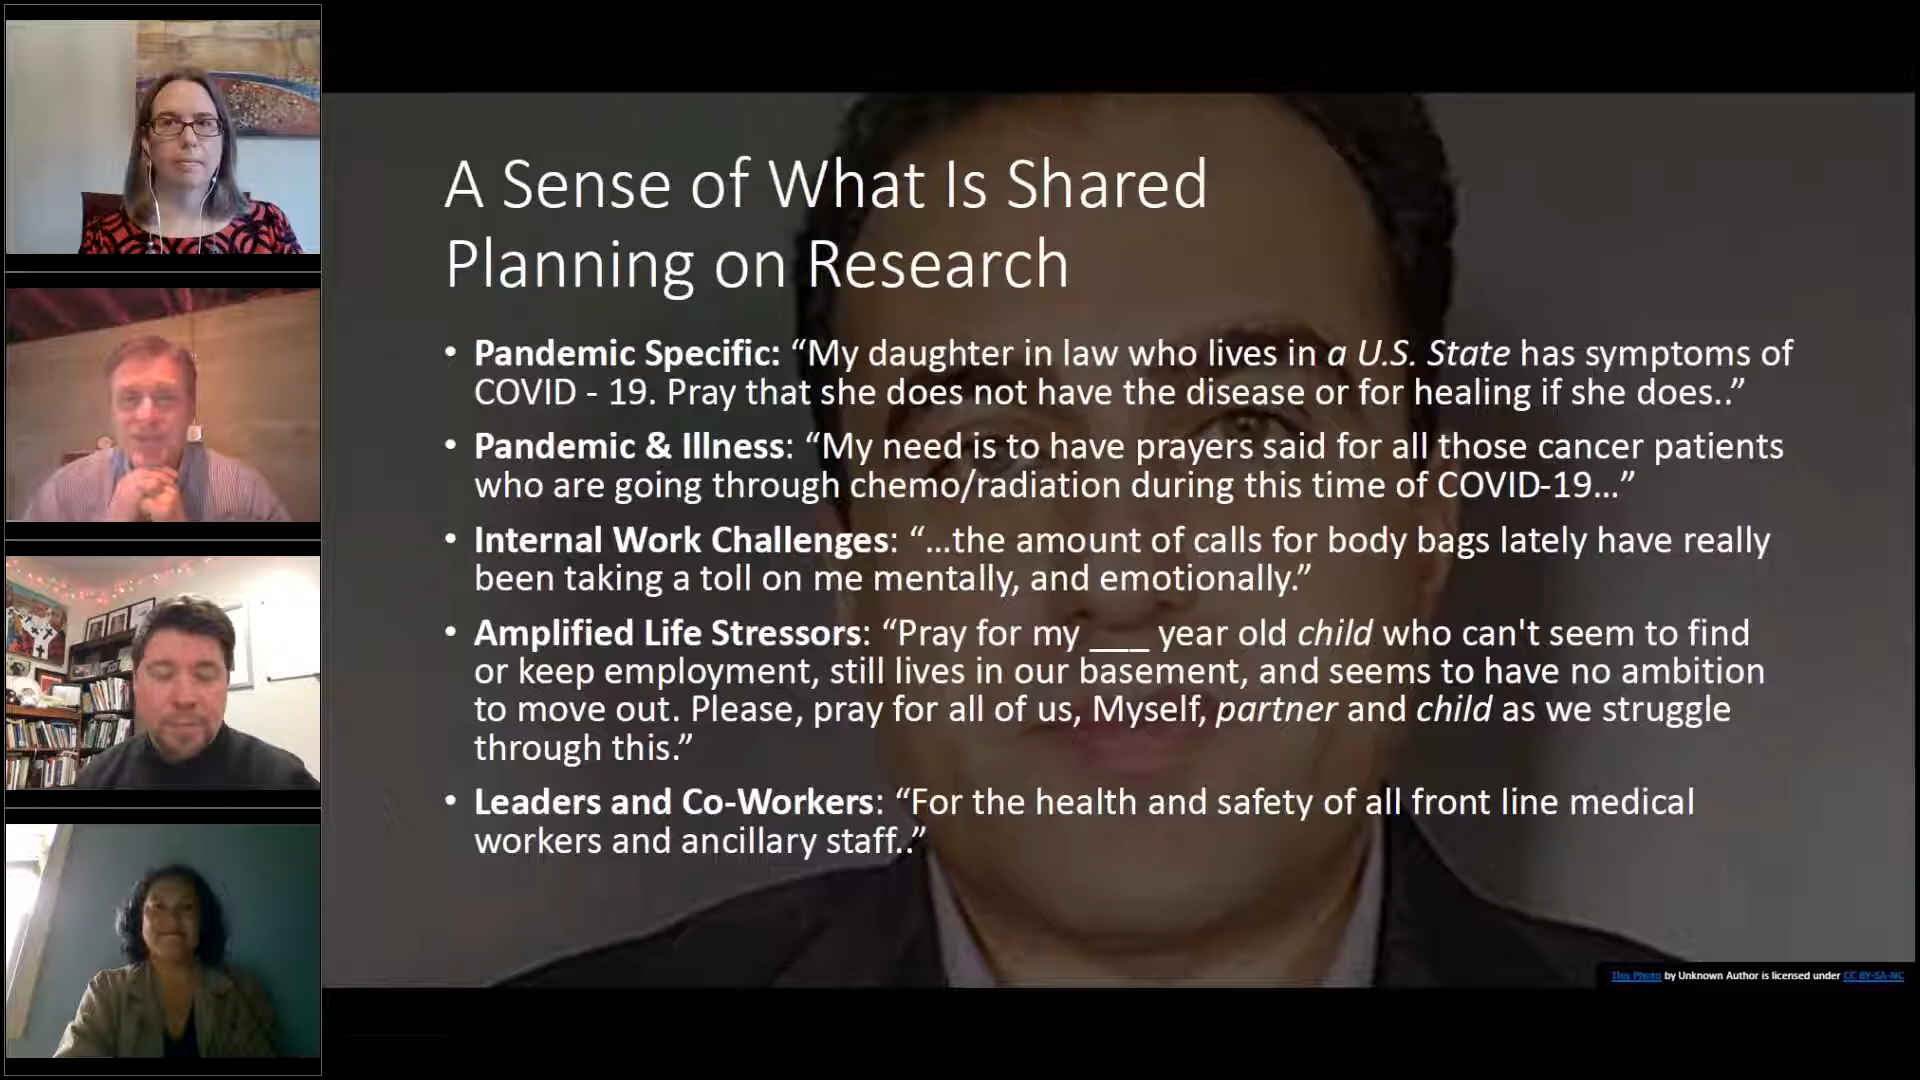 A Sense of What Is Shared
Planning on Research
• Pandemic Specific: “My daughter in law who lives in a U.S. State has symptoms of
COVID - 19. Pray that she does not have the disease or for healing if she does..”
• Pandemic & Illness: “My need is to have prayers said for all those cancer patients
who are going through chemo/radiation during this time of COVID-19…”
• Internal Work Challenges: “…the amount of calls for body bags lately have really
been taking a toll on me mentally, and emotionally.”
• Amplified Life Stressors: “Pray for my ___ year old child who can't seem to find
or keep employment, still lives in our basement, and seems to have no ambition
to move out. Please, pray for all of us, Myself, partner and child as we struggle
through this.”
• Leaders and Co-Workers: “For the health and safety of all front line medical
workers and ancillary staff..”
This Photo by Unknown Author is licensed under CC BY-SA-NC